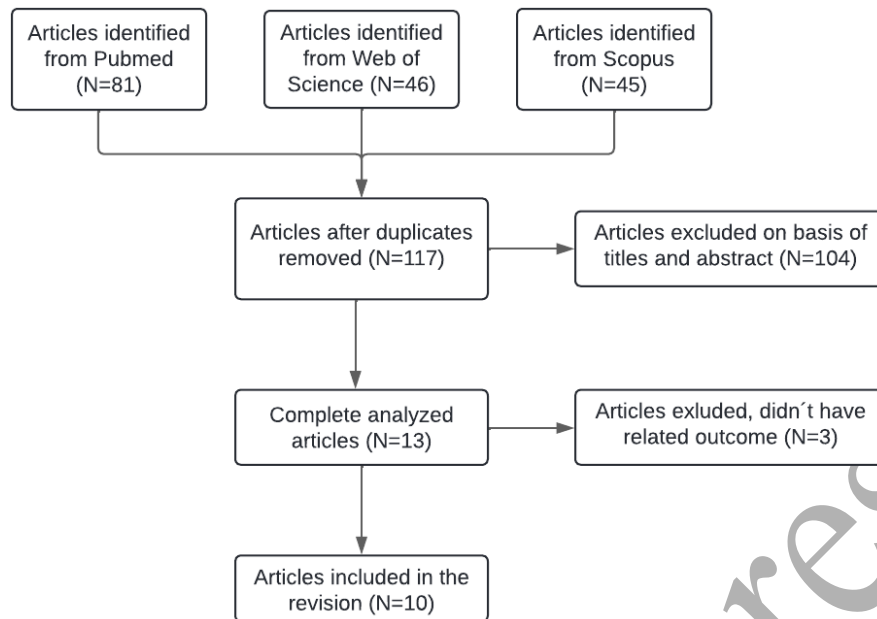 Articles identified
from Pubmed
(N=81)
Articles identified
from Web of
Science (N=46)
Articles identified
from Scopus
(N=45)
Articles after duplicates
removed (N=117)
Articles excluded on basis of
titles and abstract (N=104)
Complete analyzed
articles (N=13)
Articles exluded, didn´t have
related outcome (N=3)
Articles included in the
revision (N=10)